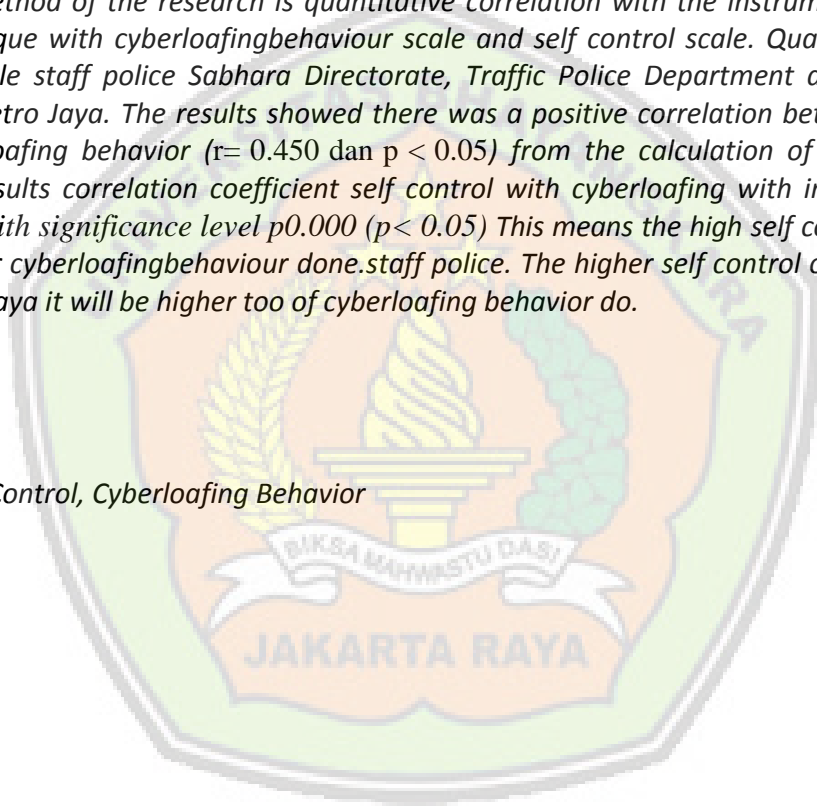 ethod of the research is quantitative correlation with the instrum
que with cyberloafingbehaviour scale and self control scale. Qua
le staff police Sabhara Directorate, Traffic Police Department a
etro Jaya. The results showed there was a positive correlation bet
oafing behavior (r= 0.450 dan p < 0.05) from the calculation of
sults correlation coefficient self control with cyberloafing with in
ith significance level p0.000 (p< 0.05) This means the high self c
r cyberloafingbehaviour done.staff police. The higher self control o
aya it will be higher too of cyberloafing behavior do.
Control, Cyberloafing Behavior
UNIVERSITAS BHAYANGKARA
BIKSA MAHWASTU DASI
JAKARTA RAYA